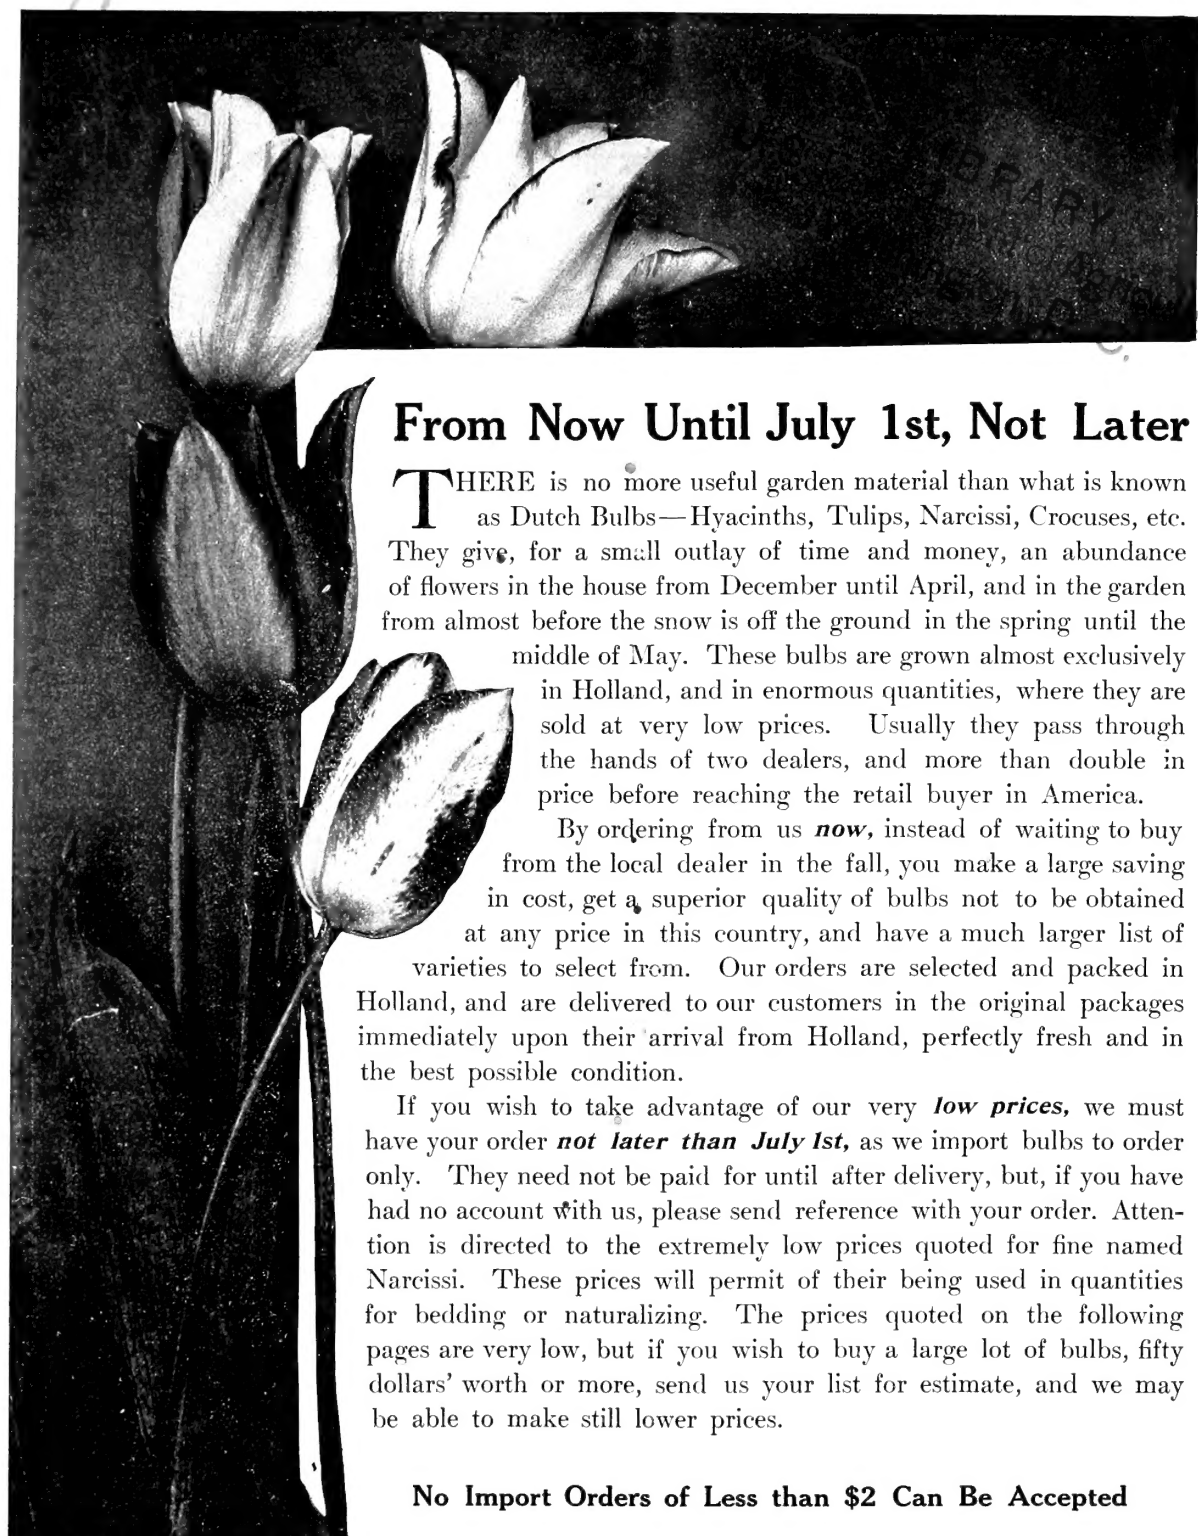 LIBRARY
From Now Until July 1st, Not Later
THERE is no more useful garden material than what is known
as Dutch Bulbs—Hyacinths, Tulips, Narcissi, Crocuses, etc.
They give, for a small outlay of time and money, an abundance
of flowers in the house from December until April, and in the garden
from almost before the snow is off the ground in the spring until the
middle of May. These bulbs are grown almost exclusively
in Holland, and in enormous quantities, where they are
sold at very low prices. Usually they pass through
the hands of two dealers, and more than double in
price before reaching the retail buyer in America.
By ordering from us now, instead of waiting to buy
from the local dealer in the fall, you make a large saving
in cost, get a superior quality of bulbs not to be obtained
at any price in this country, and have a much larger list of
varieties to select from. Our orders are selected and packed in
Holland, and are delivered to our customers in the original packages
immediately upon their arrival from Holland, perfectly fresh and in
the best possible condition.
If you wish to take advantage of our very low prices, we must
have your order not later than July 1st, as we import bulbs to order
only. They need not be paid for until after delivery, but, if you have
had no account with us, please send reference with your order. Atten-
tion is directed to the extremely low prices quoted for fine named
Narcissi. These prices will permit of their being used in quantities
for bedding or naturalizing. The prices quoted on the following
pages are very low, but if you wish to buy a large lot of bulbs, fifty
dollars' worth or more, send us your list for estimate, and we may
be able to make still lower prices.
No Import Orders of Less than $2 Can Be Accepted